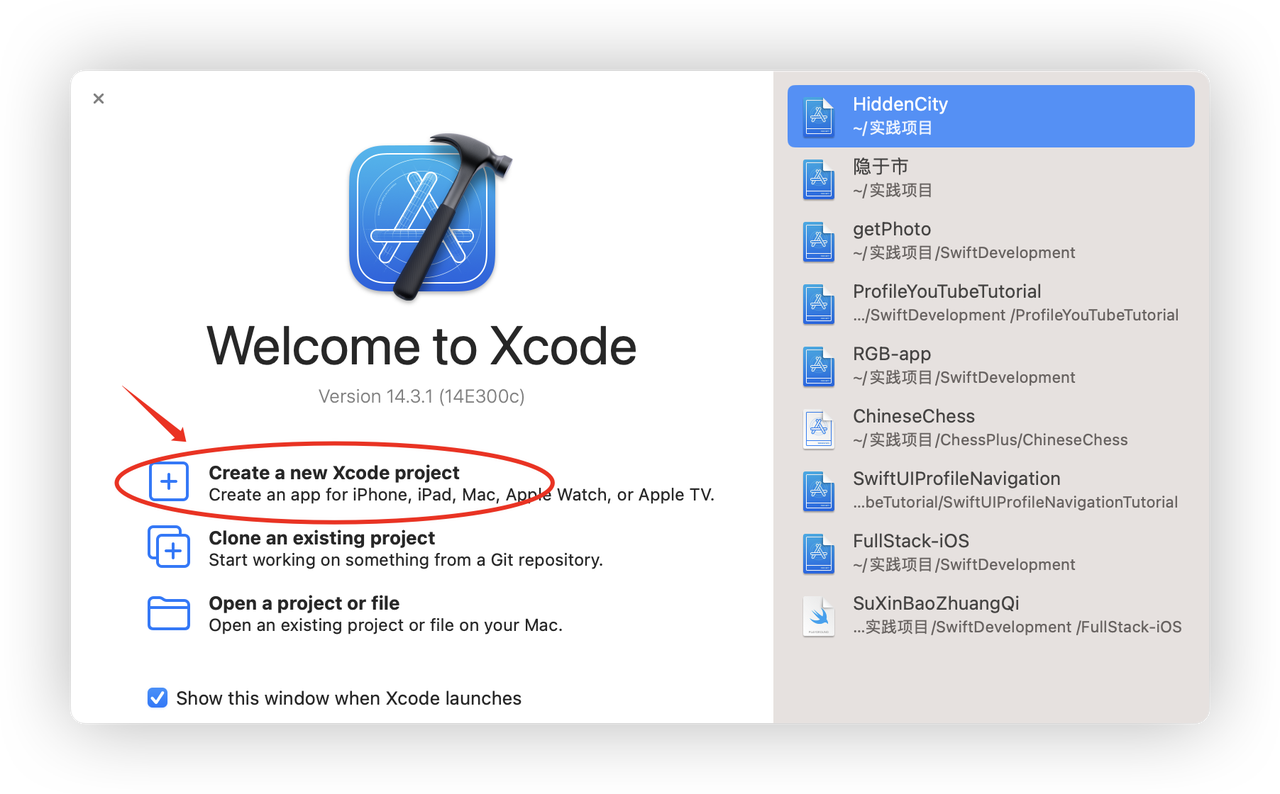 Welcome to Xcode
Version 14.3.1 (14E300c)
Create a new Xcode project
Create an app for iPhone, iPad, Mac, Apple Watch, or Apple TV.
Clone an existing project
Start working on something from a Git repository.
Open a project or file
Open an existing project or file on your Mac.
Show this window when Xcode launches
HiddenCity
~/实践项目
隐于市
~/实践项目
getPhoto
~/实践项目/SwiftDevelopment
ProfileYouTubeTutorial
.../SwiftDevelopment /ProfileYouTubeTutorial
RGB-app
~/实践项目/SwiftDevelopment
ChineseChess
~/实践项目/ChessPlus/ChineseChess
SwiftUIProfileNavigation
...beTutorial/SwiftUIProfileNavigationTutorial
FullStack-iOS
~/实践项目/SwiftDevelopment
SuXinBaoZhuangQi
...实践项目/SwiftDevelopment /FullStack-iOS